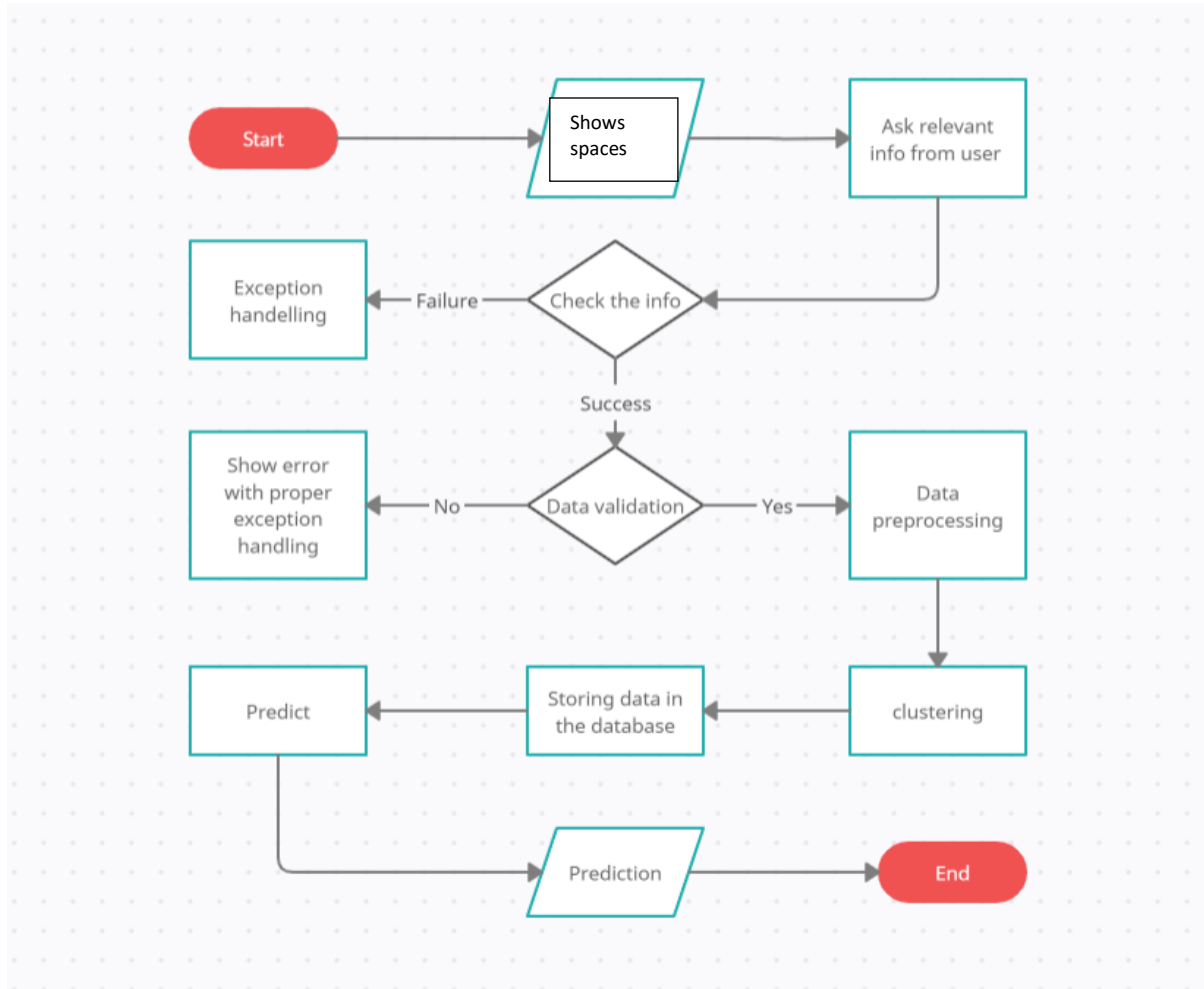 Start
Shows
spaces
Ask relevant
info from user
Exception
handelling
Failure
Check the info
Success
Show error
with proper
exception
handling
No
Data validation
Yes
Data
preprocessing
Predict
Storing data in
the database
clustering
Prediction
End